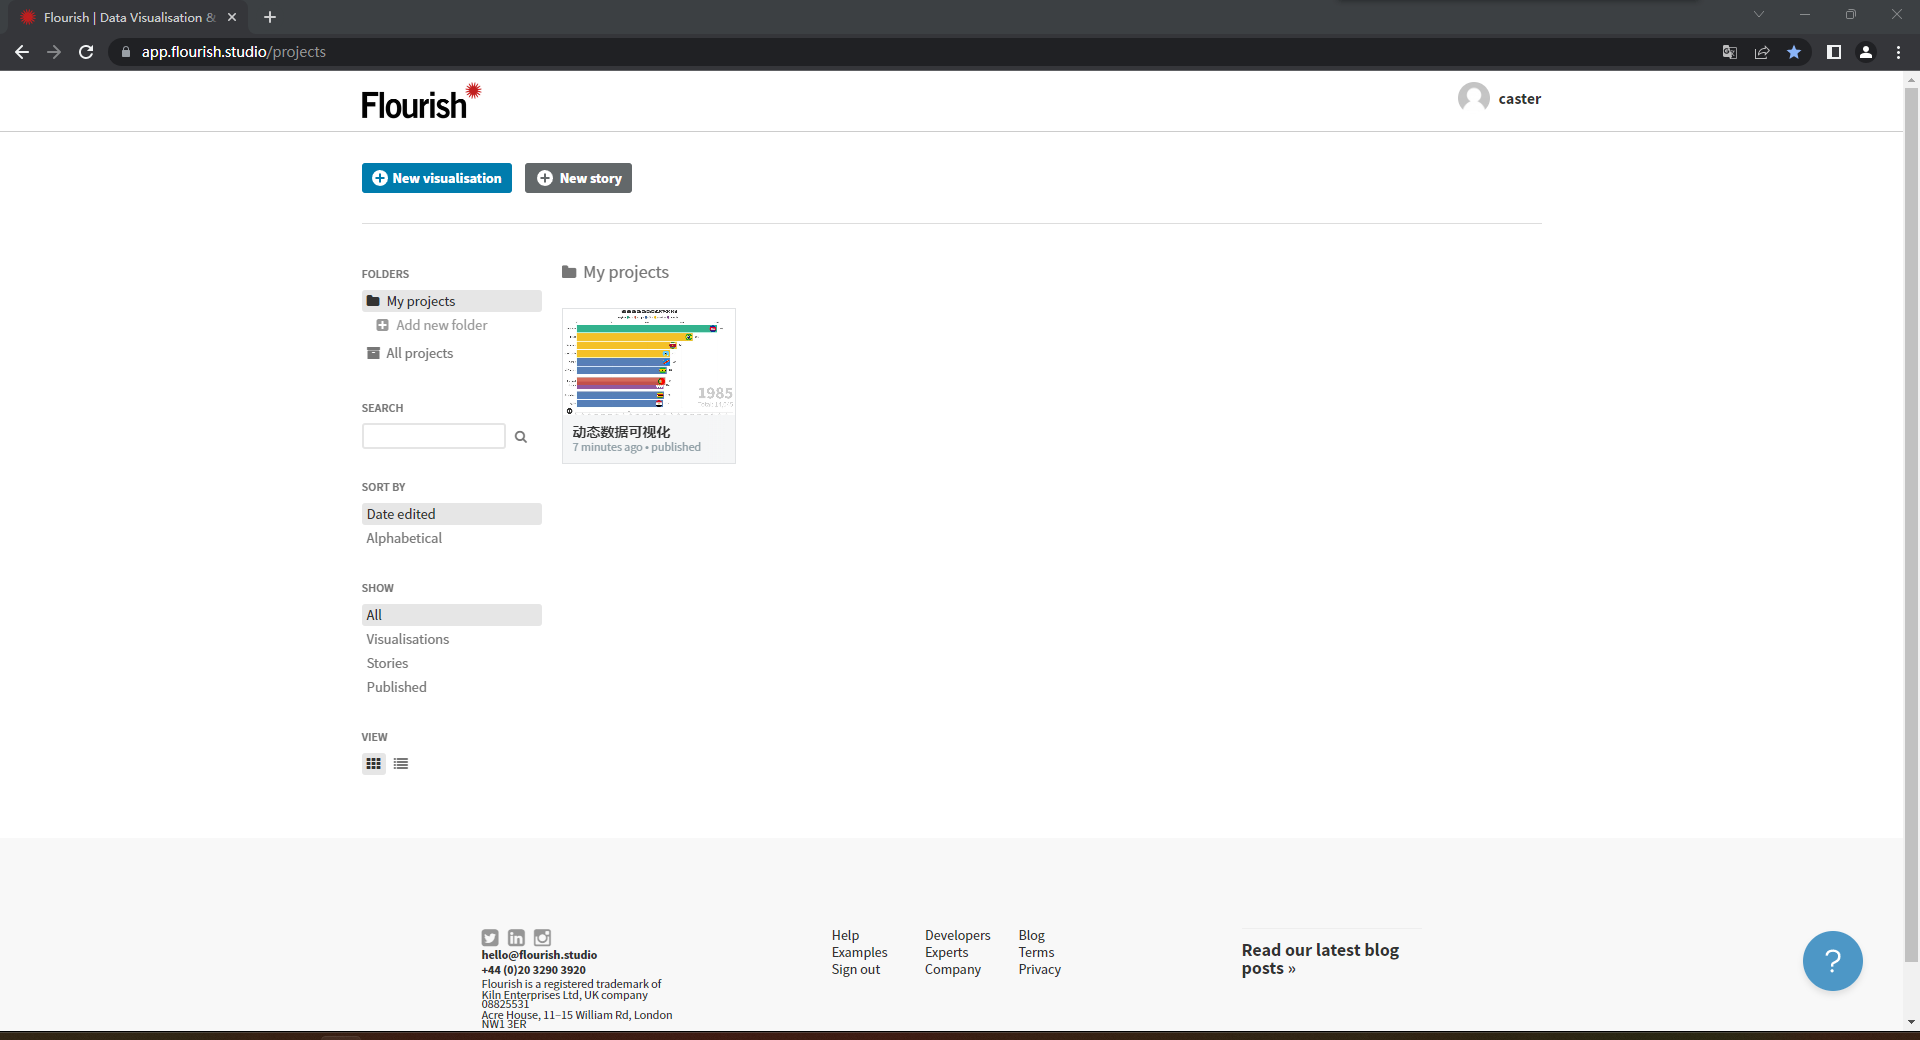 Flourish | Data Visualisation &
app.flourish.studio/projects
Flourish
caster
New visualisation
New story
FOLDERS
My projects
Add new folder
All projects
SEARCH
SORT BY
Date edited
Alphabetical
SHOW
All
Visualisations
Stories
Published
VIEW
My projects
1985
动态数据可视化
7 minutes ago • published
hello@flourish.studio
+44 (0)20 3290 3920
Flourish is a registered trademark of
Kiln Enterprises Ltd, UK company
08825531
Acre House, 11–15 William Rd, London
NW1 3ER
Help
Examples
Sign out
Developers
Experts
Company
Blog
Terms
Privacy
Read our latest blog
posts »
?